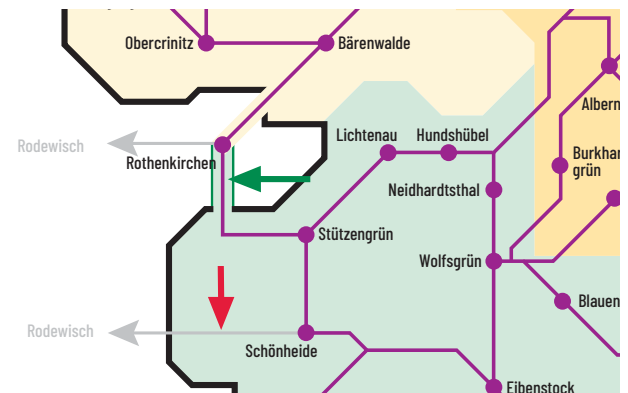 Obercrinitz
Bärenwalde
Albern
Rodewisch
Rothenkirchen
Lichtenau
Hundshübel
Burkhar
grün
Neidhardtsthal
Stützengrün
Wolfsgrün
Blauen
Rodewisch
Schönheide
Eibenstock